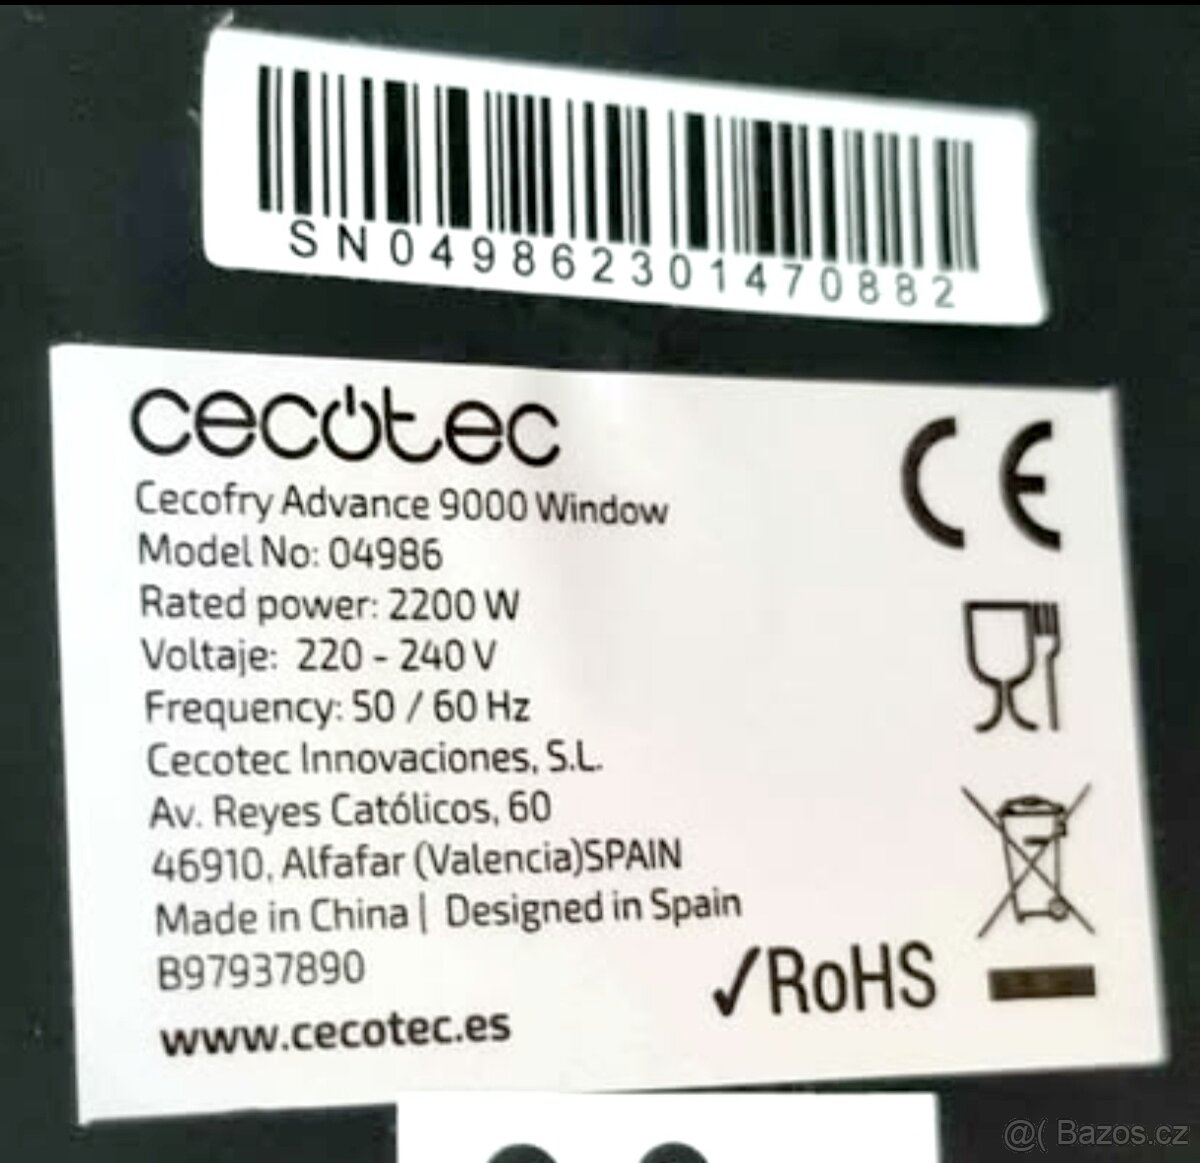 SN049862301470882
cecotec
Cecofry Advance 9000 Window
Model No: 04986
Rated power: 2200 W
Voltaje: 220 - 240 V
Frequency: 50 / 60 Hz
Cecotec Innovaciones, S.L.
Av. Reyes Católicos, 60
46910, Alfafar (Valencia)SPAIN
Made in China | Designed in Spain
B97937890
www.cecotec.es
CE
✓RoHS
@( Bazos.cz